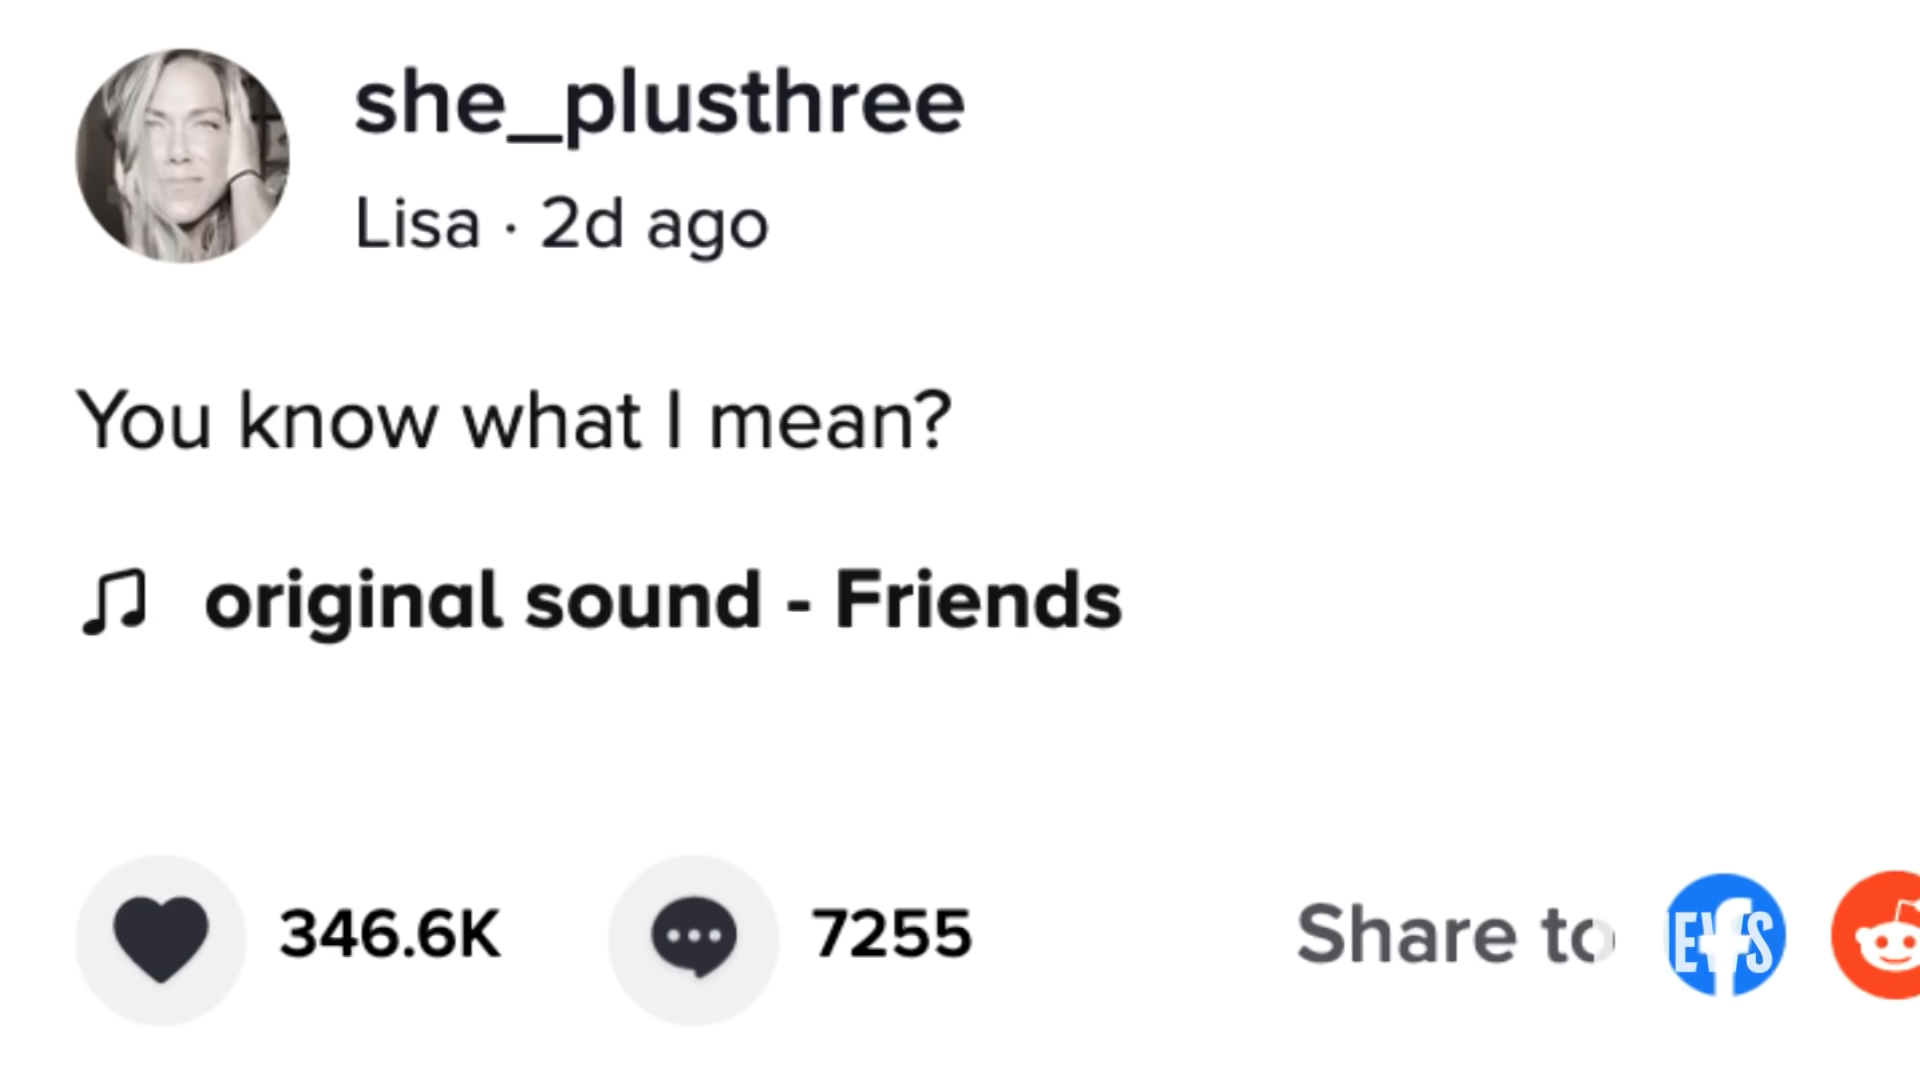 she_plusthree
Lisa · 2d ago
You know what I mean?
original sound - Friends
346.6K
7255
Share to